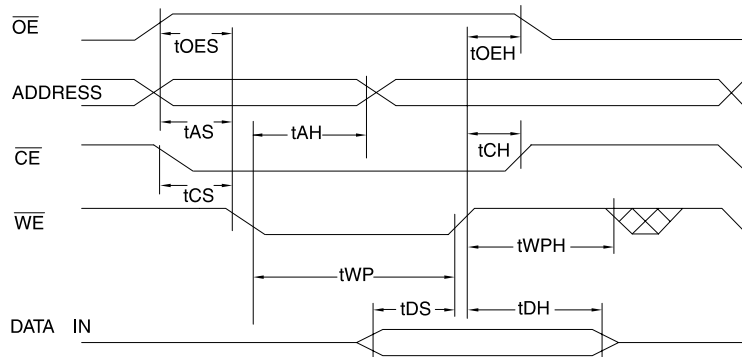 OE
tOES
tOEH
ADDRESS
tAS
tAH
tCH
CE
tCS
WE
tWPH
tWP
tDS
tDH
DATA IN